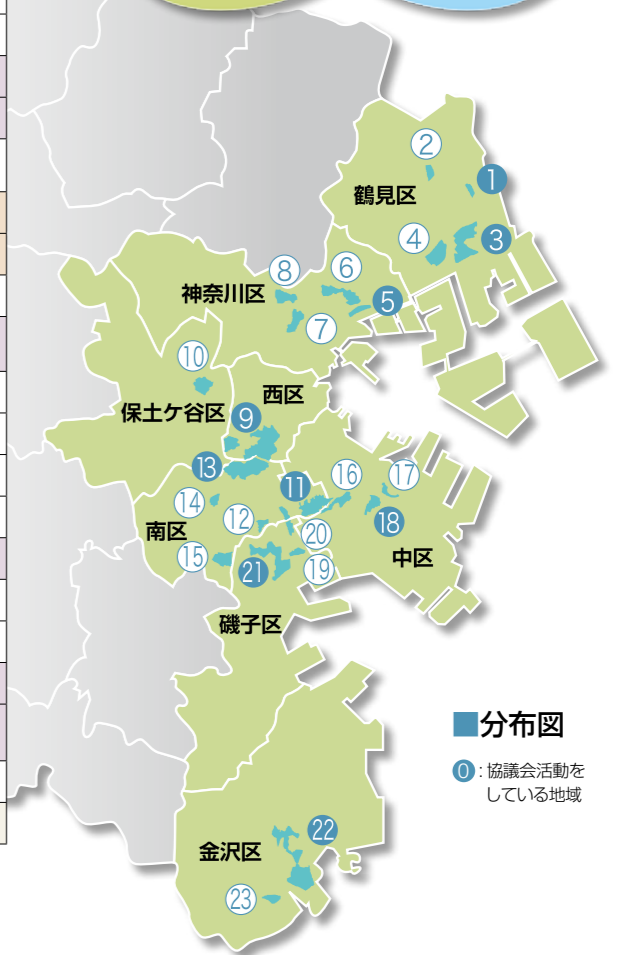 ②
①
鶴見区
④
③
⑧
⑥
神奈川区
⑤
⑦
⑩
西区
保土ケ谷区
⑨
⑬
⑪
⑯
⑰
⑭
⑫
⑱
南区
⑳
中区
⑮
㉑
⑲
磯子区
■分布図
0:協議会活動を
している地域
㉒
金沢区
㉓